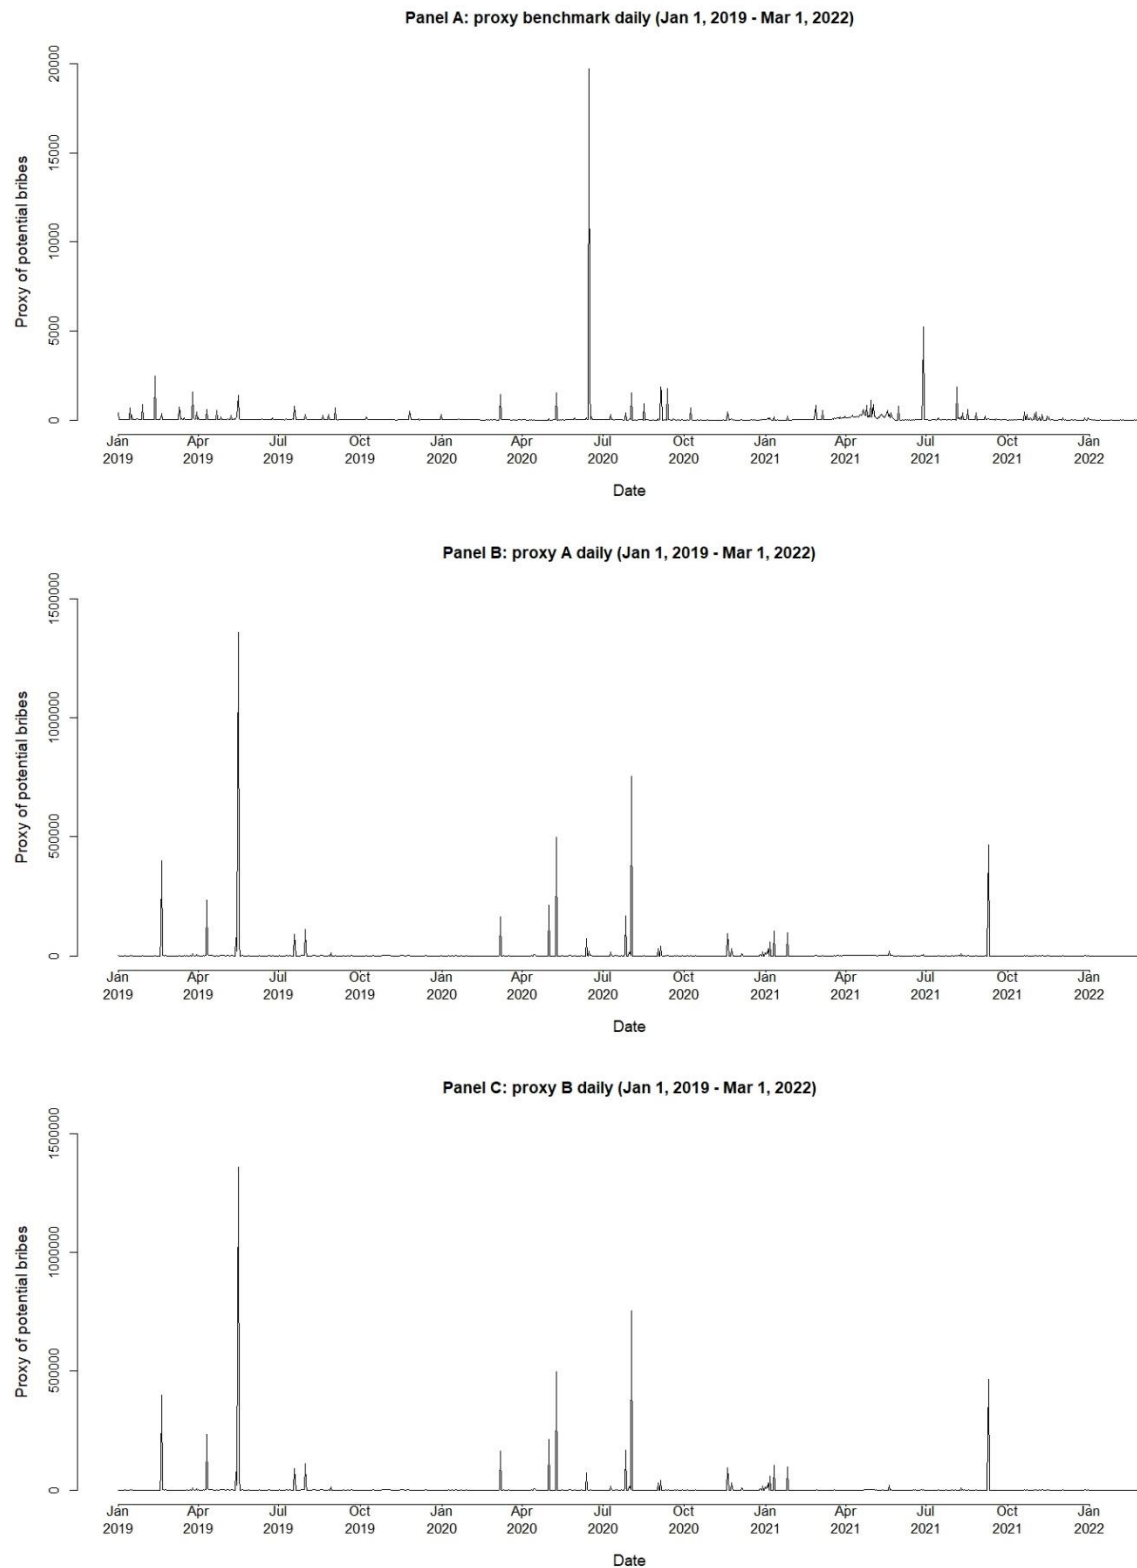 Panel A: proxy benchmark daily (Jan 1, 2019 - Mar 1, 2022)
Proxy of potential bribes
20000
15000
10000
5000
0
Jan Apr Jul Oct Jan Apr Jul Oct Jan Apr Jul Oct Jan
2019 2019 2019 2019 2020 2020 2020 2020 2021 2021 2021 2021 2022
Date
Panel B: proxy A daily (Jan 1, 2019 - Mar 1, 2022)
Proxy of potential bribes
1500000
1000000
500000
0
Jan Apr Jul Oct Jan Apr Jul Oct Jan Apr Jul Oct Jan
2019 2019 2019 2019 2020 2020 2020 2020 2021 2021 2021 2021 2022
Date
Panel C: proxy B daily (Jan 1, 2019 - Mar 1, 2022)
Proxy of potential bribes
1500000
1000000
500000
0
Jan Apr Jul Oct Jan Apr Jul Oct Jan Apr Jul Oct Jan
2019 2019 2019 2019 2020 2020 2020 2020 2021 2021 2021 2021 2022
Date